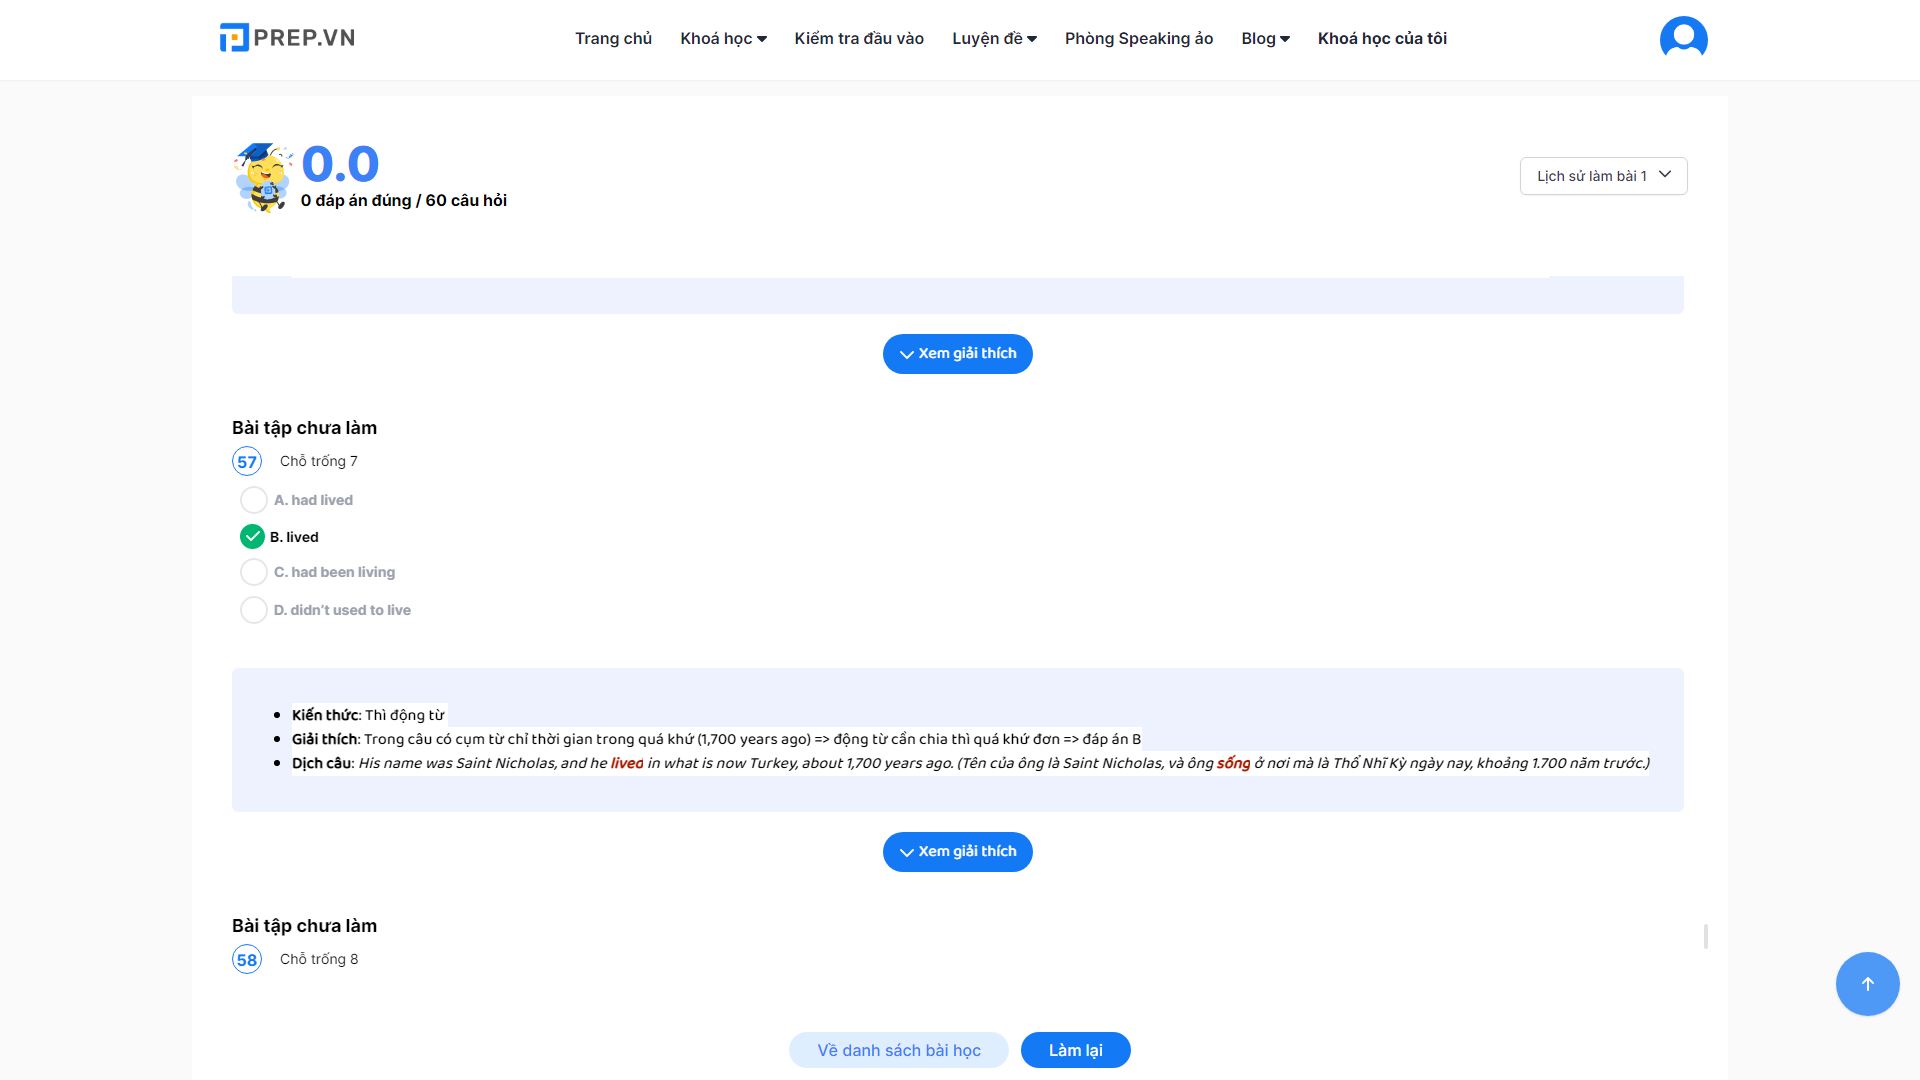 PREP.VN
Trang chủ Khoá học Kiểm tra đầu vào Luyện đề Phòng Speaking ảo Blog Khoá học của tôi
0.0
0 đáp án đúng / 60 câu hỏi
Lịch sử làm bài 1
Xem giải thích
Bài tập chưa làm
57 Chỗ trống 7
A. had lived
B. lived
C. had been living
D. didn’t used to live
Kiến thức: Thì động từ
Giải thích: Trong câu có cụm từ chỉ thời gian trong quá khứ (1,700 years ago) => động từ cần chia thì quá khứ đơn => đáp án B
Dịch câu: His name was Saint Nicholas, and he lived in what is now Turkey, about 1,700 years ago. (Tên của ông là Saint Nicholas, và ông sống ở nơi mà là Thổ Nhĩ Kỳ ngày nay, khoảng 1.700 năm trước.)
Xem giải thích
Bài tập chưa làm
58 Chỗ trống 8
Về danh sách bài học Làm lại